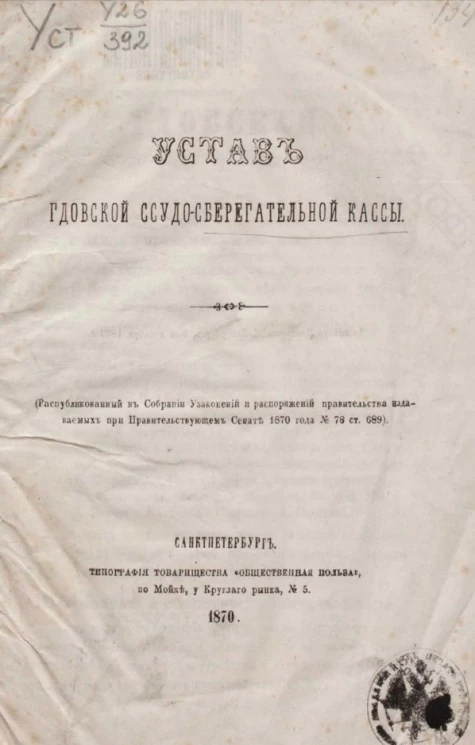 Уст У26
392
УСТАВЪ
ГДОВСКОЙ ССУДО-СБЕРЕГАТЕЛЬНОЙ КАССЫ.
(Распубликованный въ Собраніи Узаконеній и распоряженій правительства изда-
ваемыхъ при Правительствующемъ Сенатѣ 1870 года № 78 ст. 689).
САНКТПЕТЕРБУРГЪ.
ТИПОГРАФІЯ ТОВАРИЩЕСТВА «ОБЩЕСТВЕННАЯ ПОЛЬЗА»,
по Мойкѣ, у Круглаго рынка, № 5.
1870.